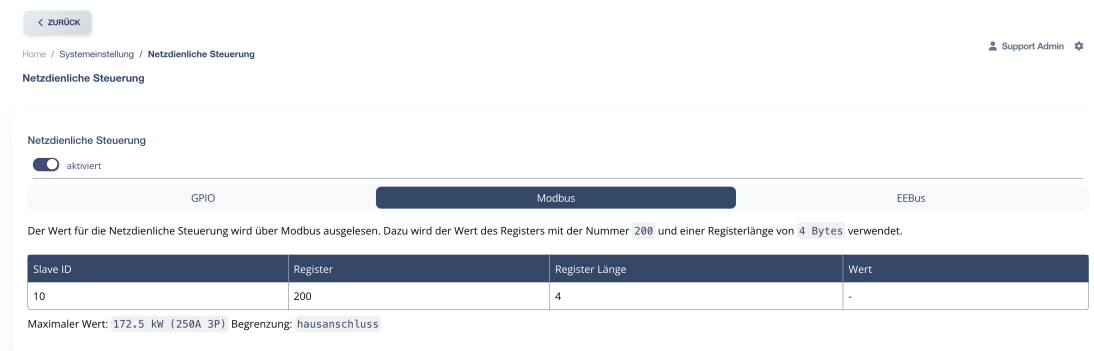 ZURÜCK
Home / Systemeinstellung / Netzdienliche Steuerung
Support Admin
Netzdienliche Steuerung
Netzdienliche Steuerung
aktiviert
GPIO Modbus EEBus
Der Wert für die Netzdienliche Steuerung wird über Modbus ausgelesen. Dazu wird der Wert des Registers mit der Nummer 200 und einer Registerlänge von 4 Bytes verwendet.
Slave ID Register Register Länge Wert
10 200 4 -
Maximaler Wert: 172.5 kW (250A 3P) Begrenzung: hausanschluss